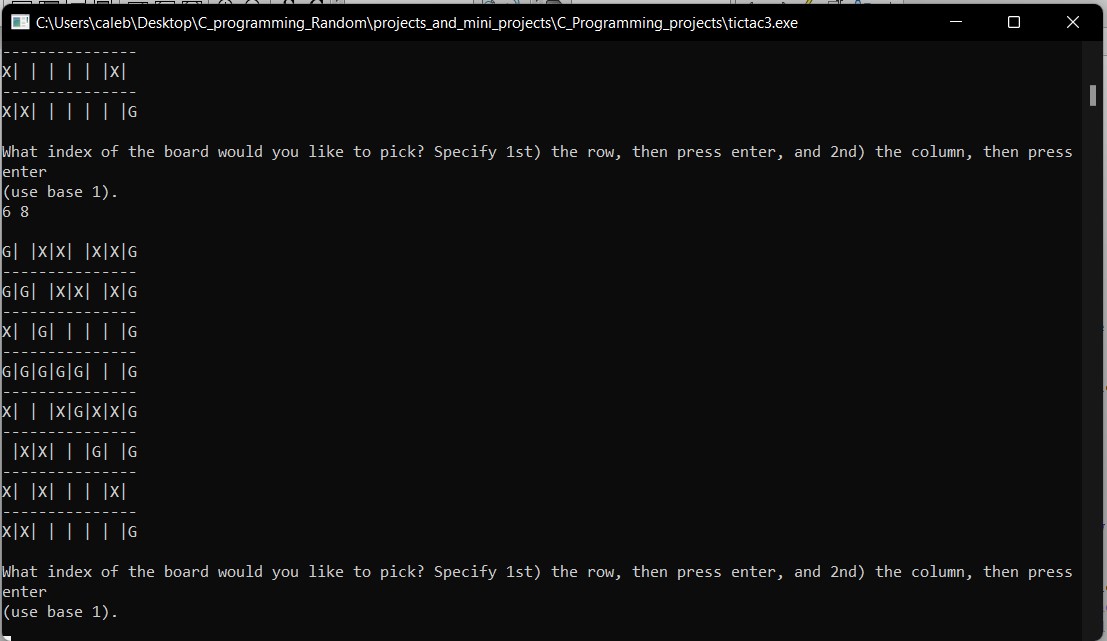 C:\Users\caleb\Desktop\C_programming_Random\projects_and_mini_projects\C_Programming_projects\tictac3.exe
---------------
X| | | | | |X|
---------------
X|X| | | | | |G
What index of the board would you like to pick? Specify 1st) the row, then press enter, and 2nd) the column, then press
enter
(use base 1).
6 8
G| |X|X| |X|X|G
---------------
G|G| |X|X| |X|G
---------------
X| |G| | | | |G
---------------
G|G|G|G|G| | |G
---------------
X| | |X|G|X|X|G
---------------
 |X|X| | |G| |G
---------------
X| |X| | | |X|
---------------
X|X| | | | | |G
What index of the board would you like to pick? Specify 1st) the row, then press enter, and 2nd) the column, then press
enter
(use base 1).